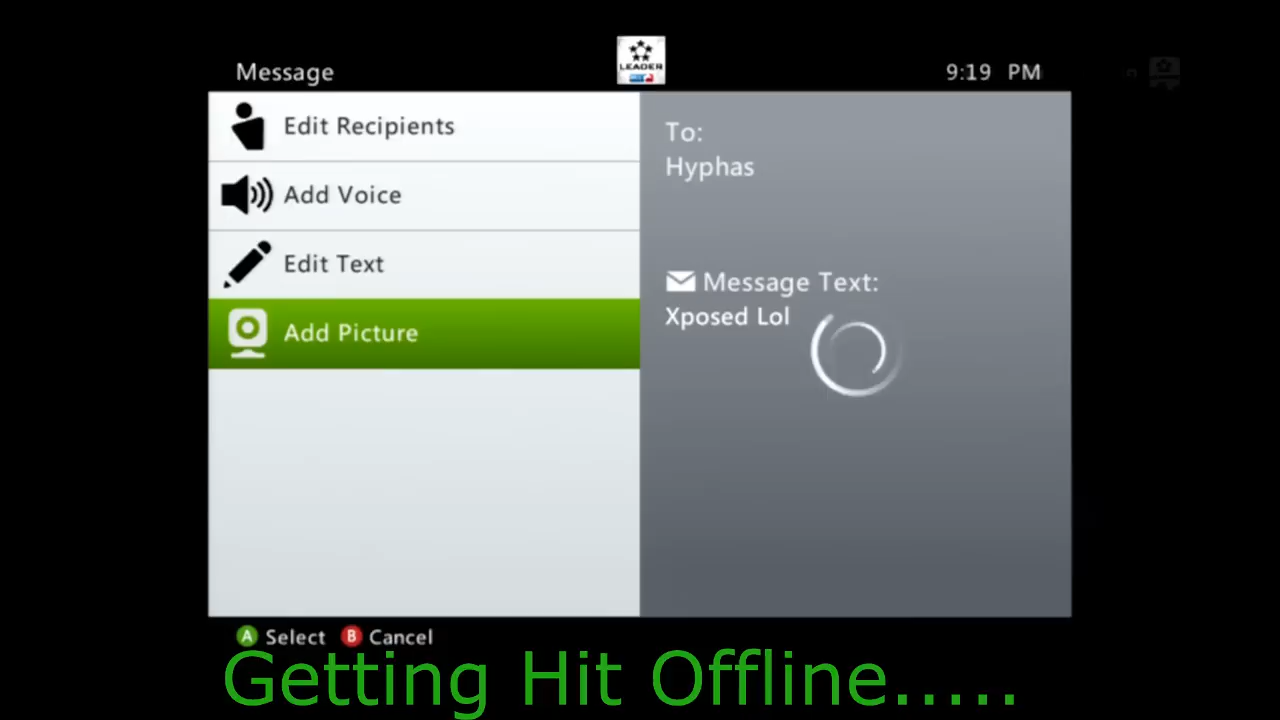 Message
LEADER
9:19 PM
Edit Recipients
Add Voice
Edit Text
Add Picture
To:
Hyphas
Message Text:
Xposed Lol
A Select B Cancel
Getting Hit Offline.....